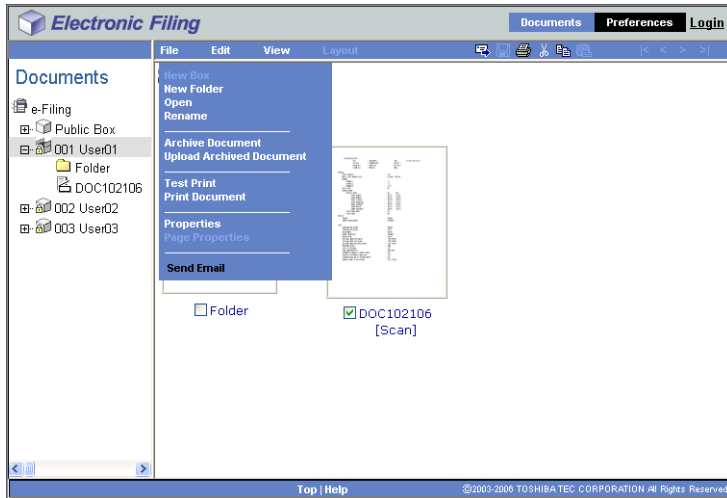 Electronic Filing
Documents Preferences Login
File Edit View Layout
Documents
e-Filing
Public Box
001 User01
Folder
DOC102106
002 User02
003 User03
New Box
New Folder
Open
Rename
Archive Document
Upload Archived Document
Test Print
Print Document
Properties
Page Properties
Send Email
Folder
DOC102106
[Scan]
Top | Help
©2003-2006 TOSHIBA TEC CORPORATION All Rights Reserved